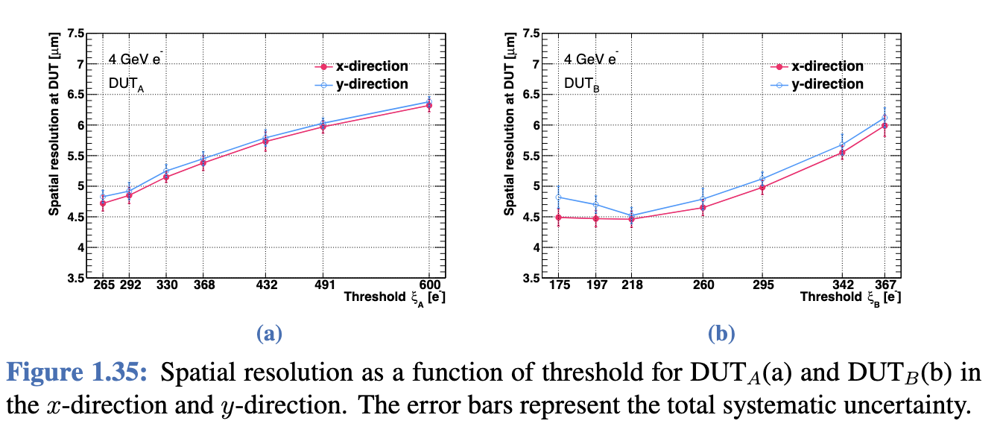 7.5
7
6.5
6
5.5
5
4.5
4
3.5
Spatial resolution at DUT [μm]
4 GeV e⁻
DUT_A
x-direction
y-direction
265 292 330 368 432 491 600
Threshold ξ_A [e⁻]
(a)
7.5
7
6.5
6
5.5
5
4.5
4
3.5
Spatial resolution at DUT [μm]
4 GeV e⁻
DUT_B
x-direction
y-direction
175 197 218 260 295 342 367
Threshold ξ_B [e⁻]
(b)
Figure 1.35: Spatial resolution as a function of threshold for DUT_A(a) and DUT_B(b) in
the x-direction and y-direction. The error bars represent the total systematic uncertainty.